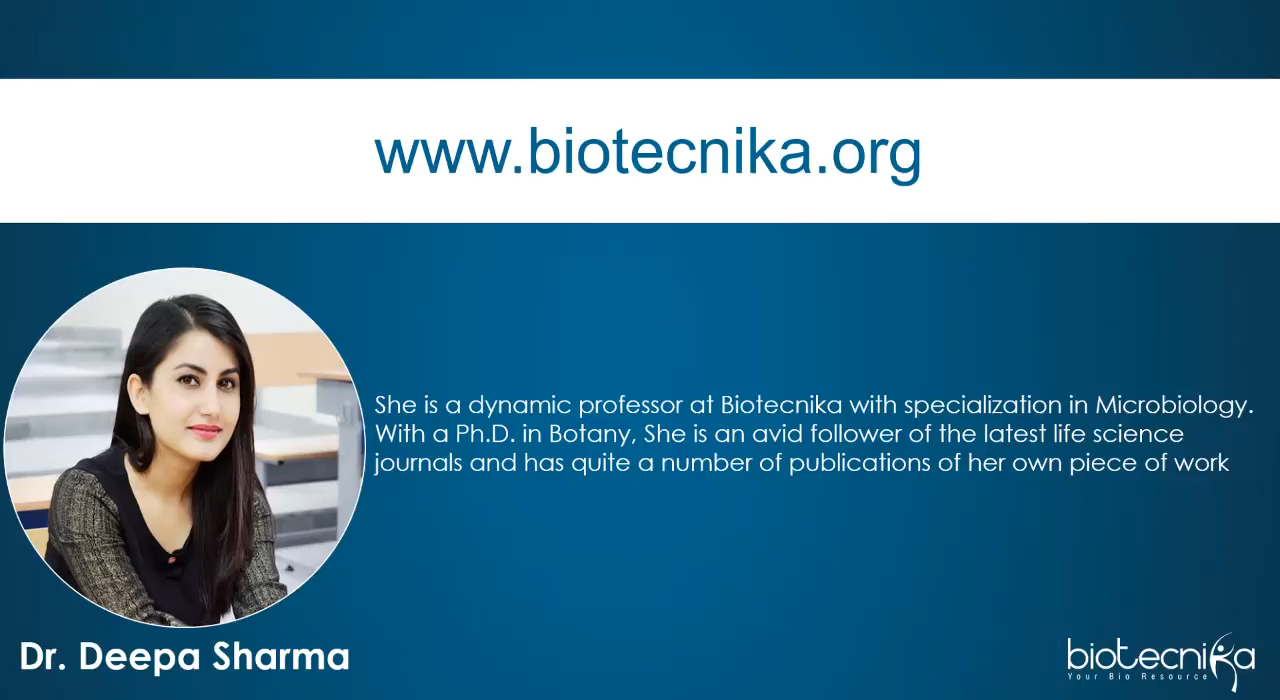 www.biotecnika.org
She is a dynamic professor at Biotecnika with specialization in Microbiology.
With a Ph.D. in Botany, She is an avid follower of the latest life science
journals and has quite a number of publications of her own piece of work
Dr. Deepa Sharma
biotecnika
Your Bio Resource